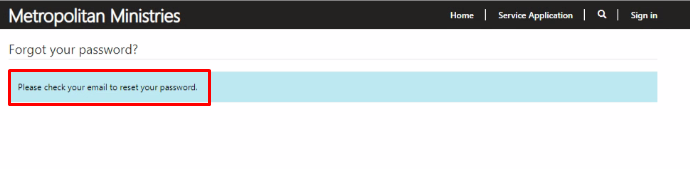 Metropolitan Ministries
Home | Service Application | Sign in
Forgot your password?
Please check your email to reset your password.